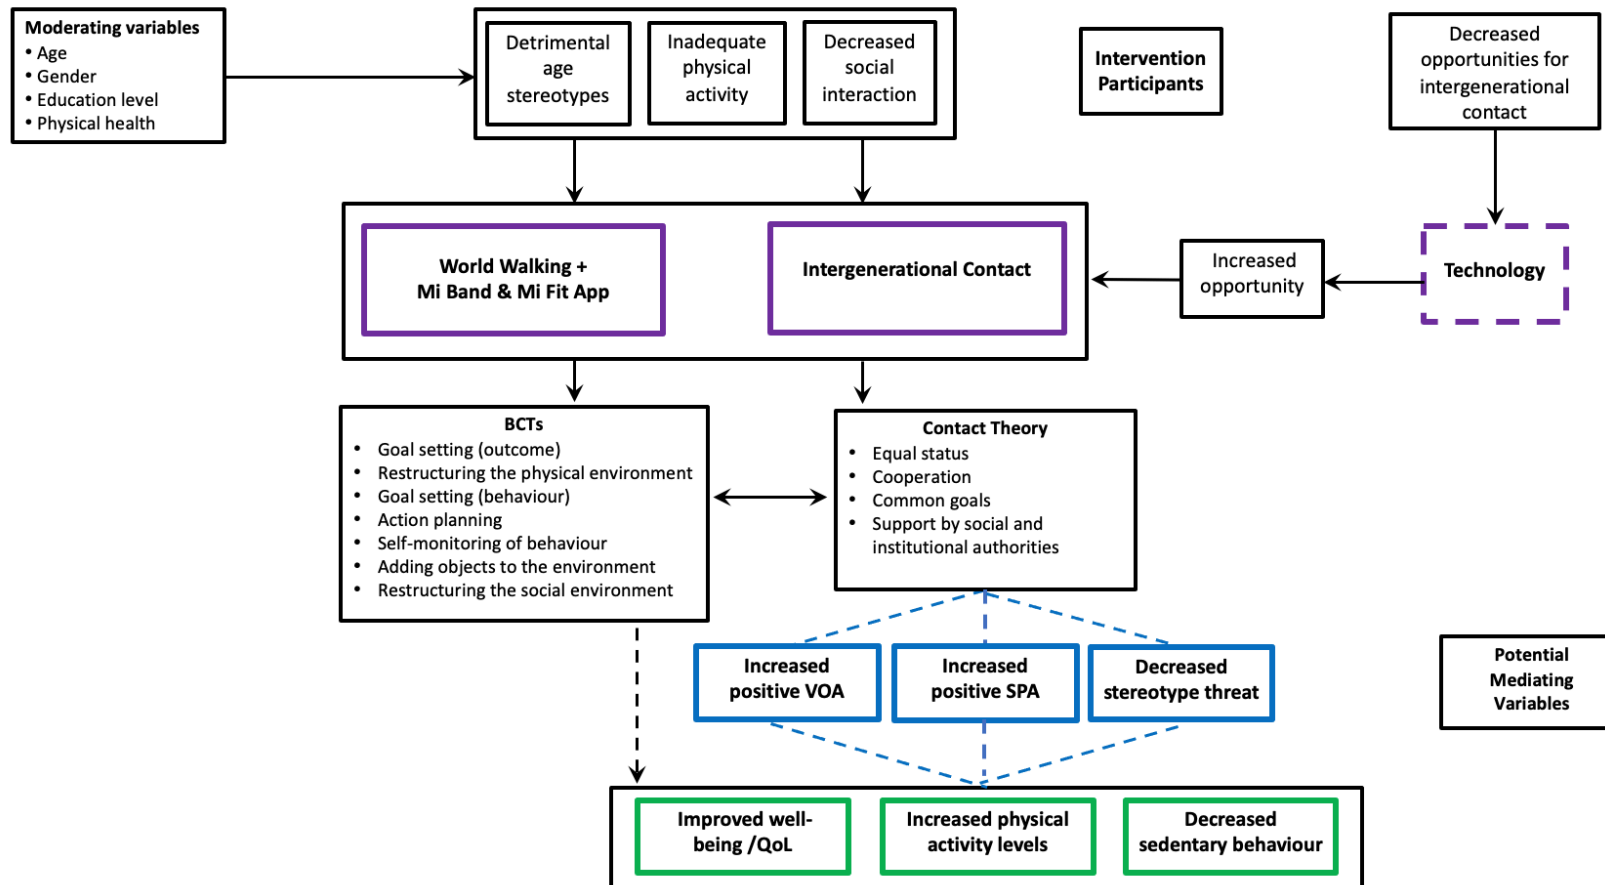 Moderating variables
• Age
• Gender
• Education level
• Physical health
Detrimental
age
stereotypes
Inadequate
physical
activity
Decreased
social
interaction
Intervention
Participants
Decreased
opportunities for
intergenerational
contact
World Walking +
Mi Band & Mi Fit App
Intergenerational Contact
Increased
opportunity
Technology
BCTs
• Goal setting (outcome)
• Restructuring the physical environment
• Goal setting (behaviour)
• Action planning
• Self-monitoring of behaviour
• Adding objects to the environment
• Restructuring the social environment
Contact Theory
• Equal status
• Cooperation
• Common goals
• Support by social and
institutional authorities
Increased
positive VOA
Increased
positive SPA
Decreased
stereotype threat
Potential
Mediating
Variables
Improved well-
being /QoL
Increased physical
activity levels
Decreased
sedentary behaviour